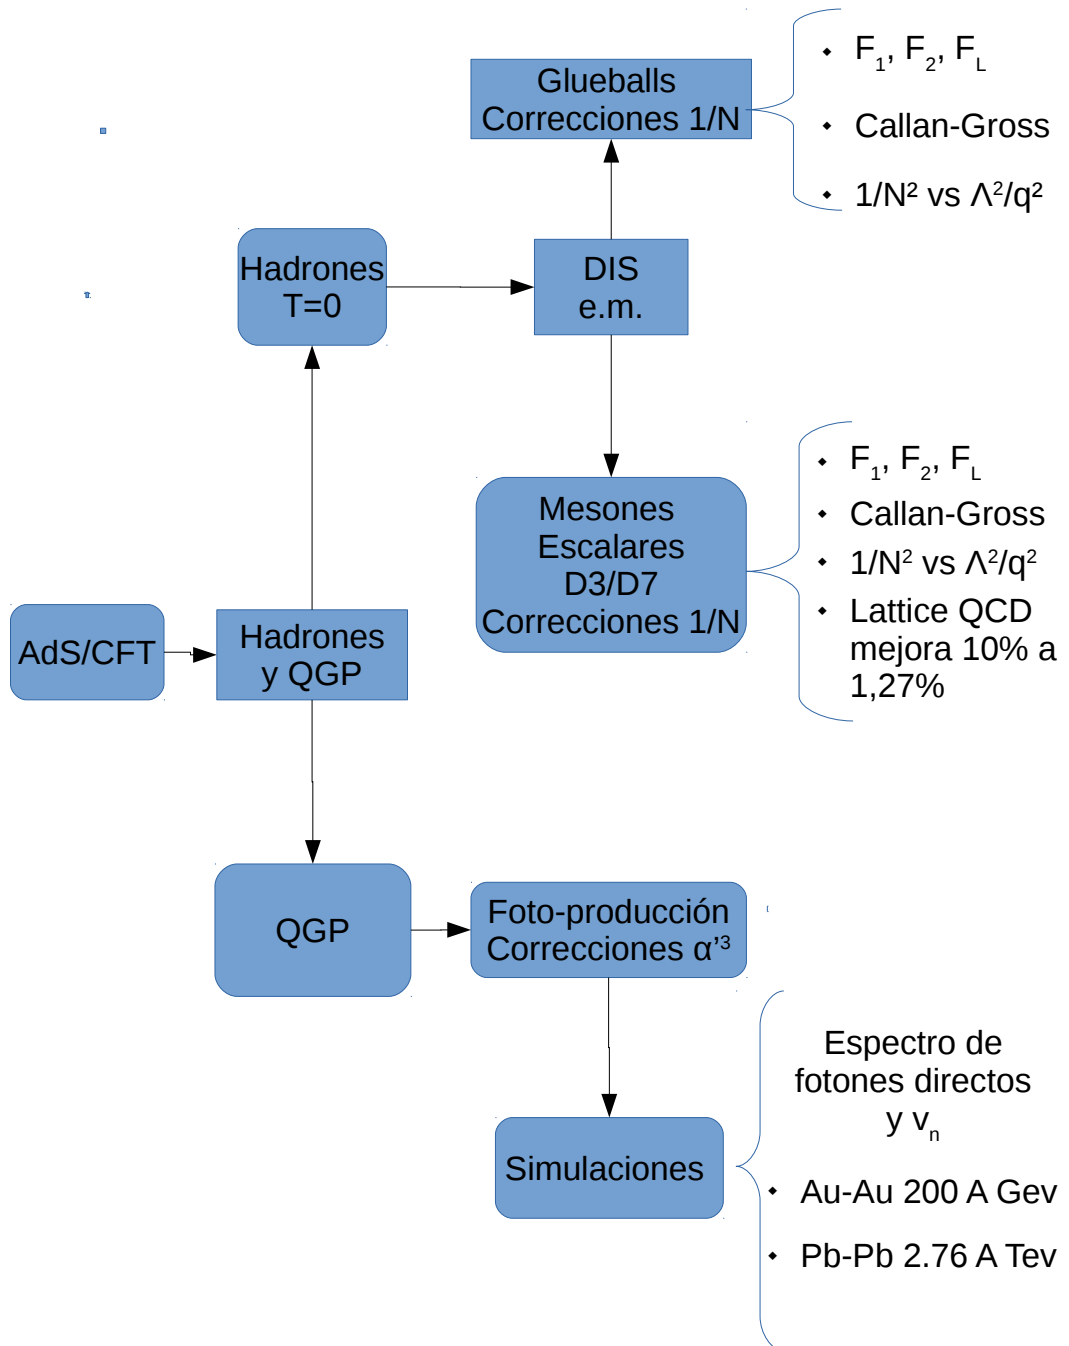 Glueballs
Correcciones 1/N
F₁, F₂, F_L
Callan-Gross
1/N² vs Λ²/q²
Hadrones
T=0
DIS
e.m.
Mesones
Escalares
D3/D7
Correcciones 1/N
F₁, F₂, F_L
Callan-Gross
1/N² vs Λ²/q²
Lattice QCD
mejora 10% a
1,27%
AdS/CFT
Hadrones
y QGP
QGP
Foto-producción
Correcciones α’³
Simulaciones
Espectro de
fotones directos
y vₙ
Au-Au 200 A Gev
Pb-Pb 2.76 A Tev